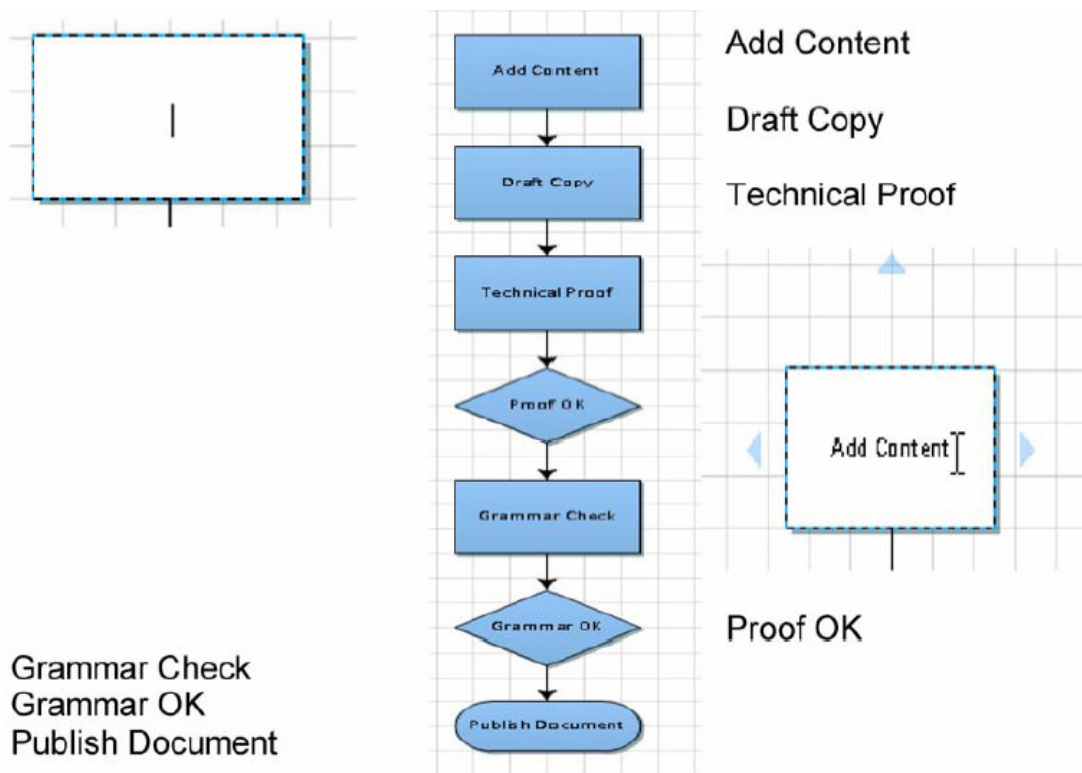 Add Content
Draft Copy
Technical Proof
Proof OK
Grammar Check
Grammar OK
Publish Document
Add Content
Draft Copy
Technical Proof
Add Content
Proof OK
Grammar Check
Grammar OK
Publish Document